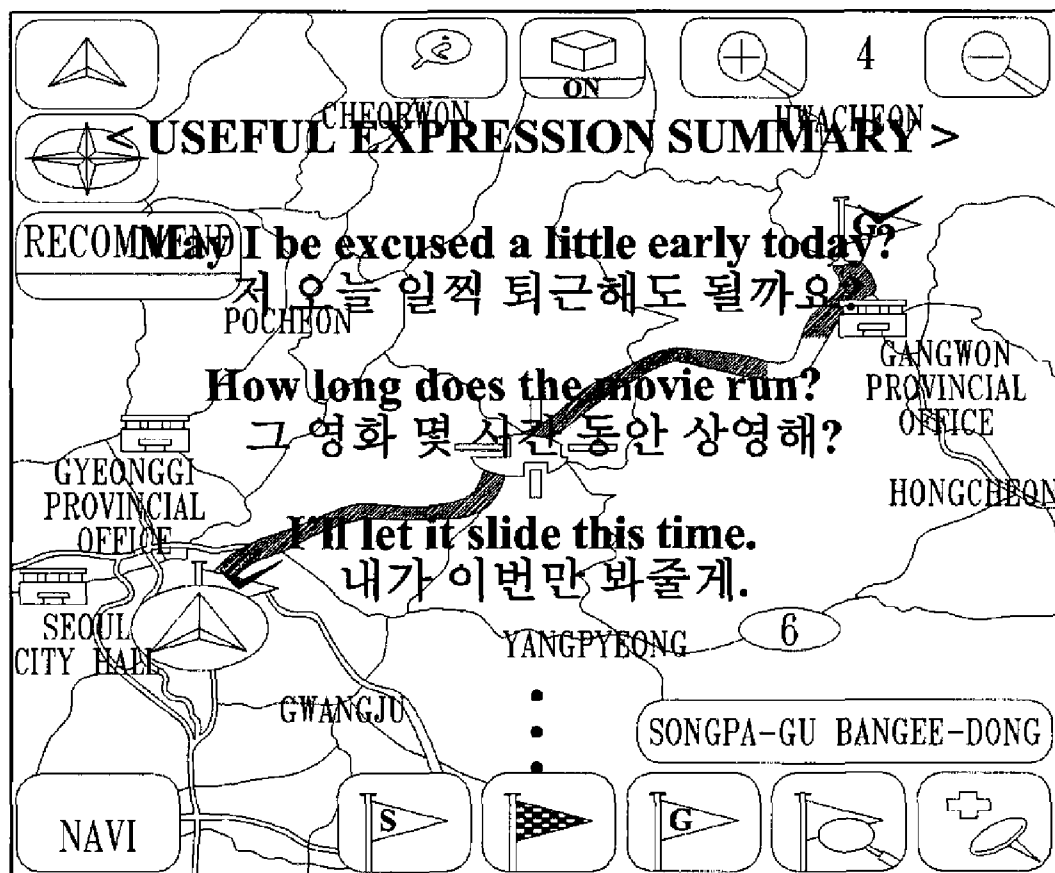 ON
4
CHEORWON
HWACHEON
< USEFUL EXPRESSION SUMMARY >
RECOMMEND
G
May I be excused a little early today?
저 오늘 일찍 퇴근해도 될까요?
POCHEON
GANGWON
PROVINCIAL
OFFICE
How long does the movie run?
그 영화 몇 시간 동안 상영해?
GYEONGGI
PROVINCIAL
OFFICE
HONGCHEON
I'll let it slide this time.
내가 이번만 봐줄게.
SEOUL
CITY HALL
YANGPYEONG
6
GWANGJU
SONGPA-GU BANGEE-DONG
NAVI
S
G